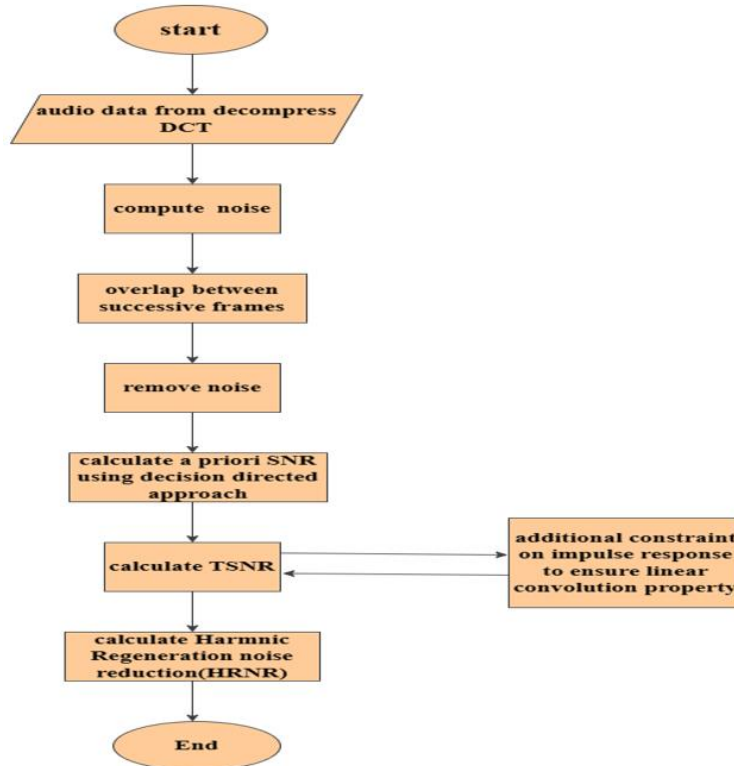 start
audio data from decompress
DCT
compute noise
overlap between
successive frames
remove noise
calculate a priori SNR
using decision directed
approach
calculate TSNR
additional constraint
on impulse response
to ensure linear
convolution property
calculate Harmnic
Regeneration noise
reduction(HRNR)
End